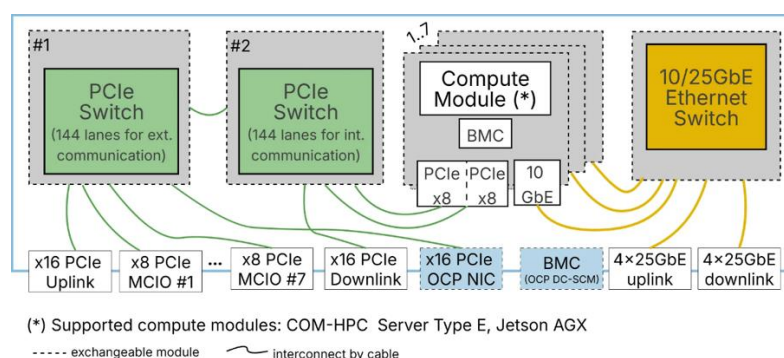 #1
PCIe
Switch
(144 lanes for ext.
communication)
#2
PCIe
Switch
(144 lanes for int.
communication)
1..7
Compute
Module (*)
BMC
PCIe
x8
PCIe
x8
10
GbE
10/25GbE
Ethernet
Switch
x16 PCIe
Uplink
x8 PCIe
MCIO #1
...
x8 PCIe
MCIO #7
x16 PCIe
Downlink
x16 PCIe
OCP NIC
BMC
(OCP DC-SCM)
4×25GbE
uplink
4×25GbE
downlink
(*) Supported compute modules: COM-HPC Server Type E, Jetson AGX
exchangeable module
interconnect by cable